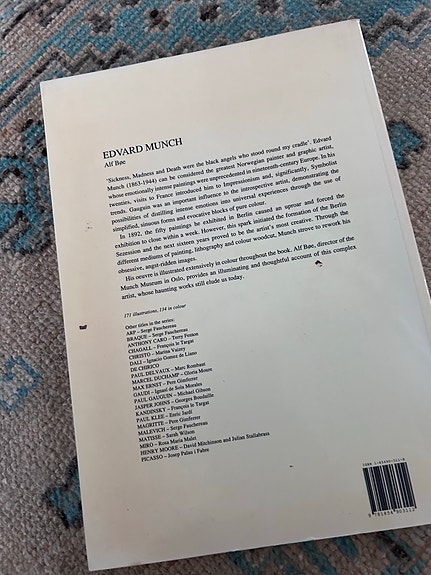 EDVARD MUNCH
Alf Bøe
'Sickness, Madness and Death were the black angels who stood round my cradle'. Edvard
Munch (1863-1944) can be considered the greatest Norwegian painter and graphic artist,
whose emotionally intense paintings were unprecedented in nineteenth-century Europe. In his
twenties, visits to France introduced him to Impressionism and, significantly, Symbolist
trends. Gauguin was an important influence to the introspective artist, demonstrating the
possibilities of distilling intense emotions into universal experiences through the use of
simplified, sinuous forms and evocative blocks of pure colour.
In 1892, the fifty paintings he exhibited in Berlin caused an uproar and forced the
exhibition to close within a week. However, this spark initiated the formation of the Berlin
Sezession and the next sixteen years proved to be the artist's most creative. Through the
different mediums of painting, lithography and colour woodcut, Munch strove to rework his
obsessive, angst-ridden images.
His oeuvre is illustrated extensively in colour throughout the book. Alf Bøe, director of the
Munch Museum in Oslo, provides an illuminating and thoughtful account of this complex
artist, whose haunting works still elude us today.
171 illustrations, 134 in colour
Other titles in the series:
ARP – Serge Fauchereau
BRAQUE – Serge Fauchereau
ANTHONY CARO – Terry Fenton
CHAGALL – François le Targat
CHRISTO – Marina Vaizey
DALI – Ignacio Gomez de Liano
DE CHIRICO
PAUL DELVAUX – Marc Rombaut
MARCEL DUCHAMP – Gloria Moure
MAX ERNST – Pere Gimferrer
GAUDI – Ignasi de Sola Morales
PAUL GAUGUIN – Michael Gibson
JASPER JOHNS – Georges Boudaille
KANDINSKY – François le Targat
PAUL KLEE – Enric Jardí
MAGRITTE – Pere Gimferrer
MALEVICH – Serge Fauchereau
MATISSE – Sarah Wilson
MIRO – Rosa Maria Malet
HENRY MOORE – David Mitchinson and Julian Stallabrass
PICASSO – Josep Palau i Fabre
ISBN
9 781854 903112